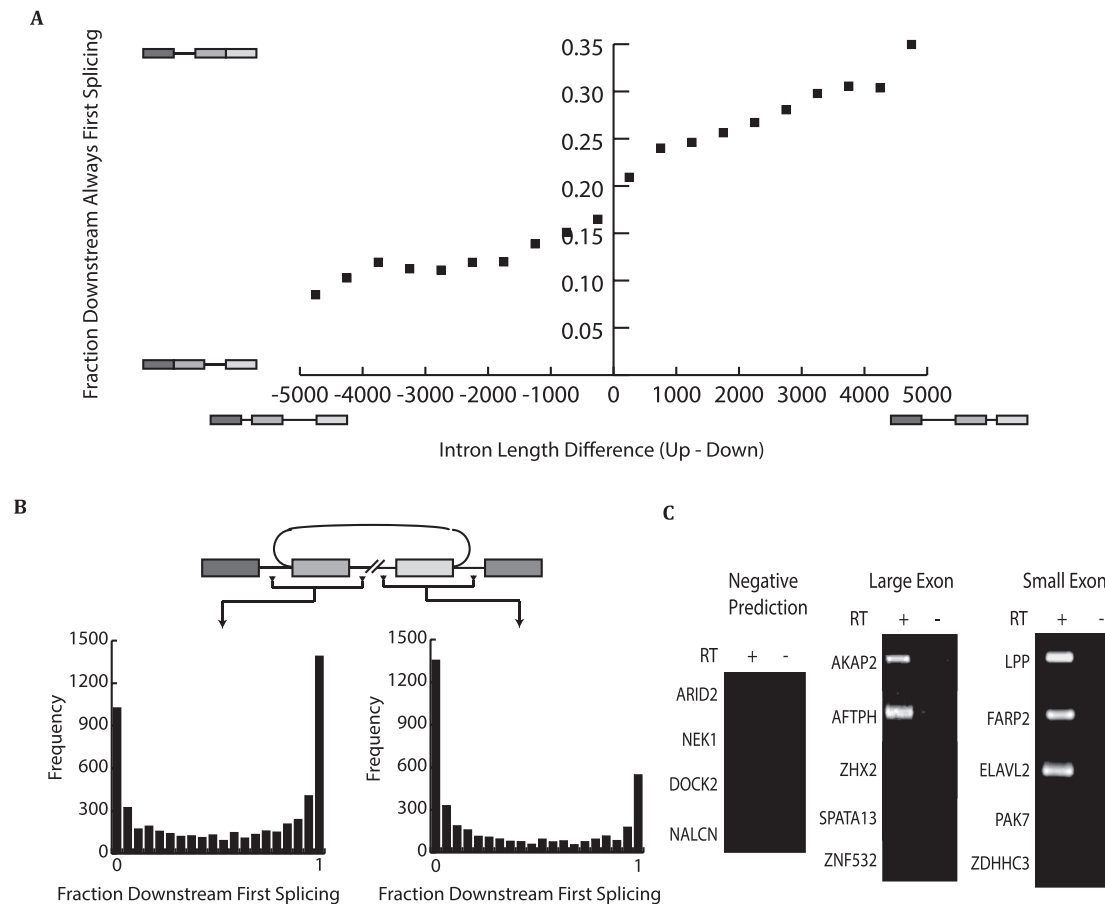 A
Fraction Downstream Always First Splicing
0.35
0.30
0.25
0.20
0.15
0.10
0.05
-5000 -4000 -3000 -2000 -1000 0 1000 2000 3000 4000 5000
Intron Length Difference (Up - Down)
B
1500
1200
900
600
300
0
Frequency
0 1
Fraction Downstream First Splicing
1500
1200
900
600
300
0
Frequency
0 1
Fraction Downstream First Splicing
C
Negative
Prediction
RT + -
ARID2
NEK1
DOCK2
NALCN
Large Exon
RT + -
AKAP2
AFTPH
ZHX2
SPATA13
ZNF532
Small Exon
RT + -
LPP
FARP2
ELAVL2
PAK7
ZDHHC3